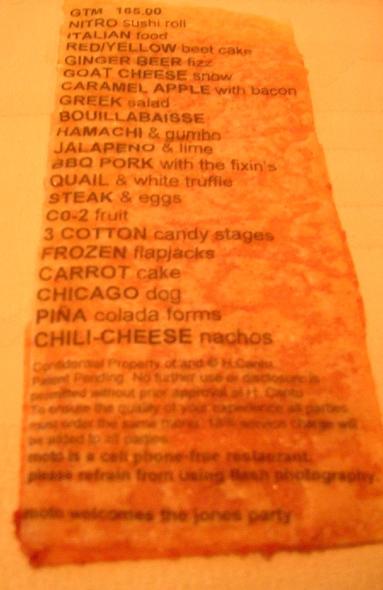 GTM 165.00
NITRO sushi roll
ITALIAN food
RED/YELLOW beet cake
GINGER BEER fizz
GOAT CHEESE snow
CARAMEL APPLE with bacon
GREEK salad
BOUILLABAISSE
HAMACHI & gumbo
JALAPENO & lime
BBQ PORK with the fixin's
QUAIL & white truffle
STEAK & eggs
CO-2 fruit
3 COTTON candy stages
FROZEN flapjacks
CARROT cake
CHICAGO dog
PIÑA colada forms
CHILI-CHEESE nachos
Confidential Property of and © H.Cantu
Patent Pending. No further use or disclosure is
permitted without prior approval of H. Cantu
To ensure the quality of your experience all parties
must order the same menu. 18% service charge will
be added to all parties.
moto is a cell phone-free restaurant.
please refrain from using flash photography.
moto welcomes the jones party